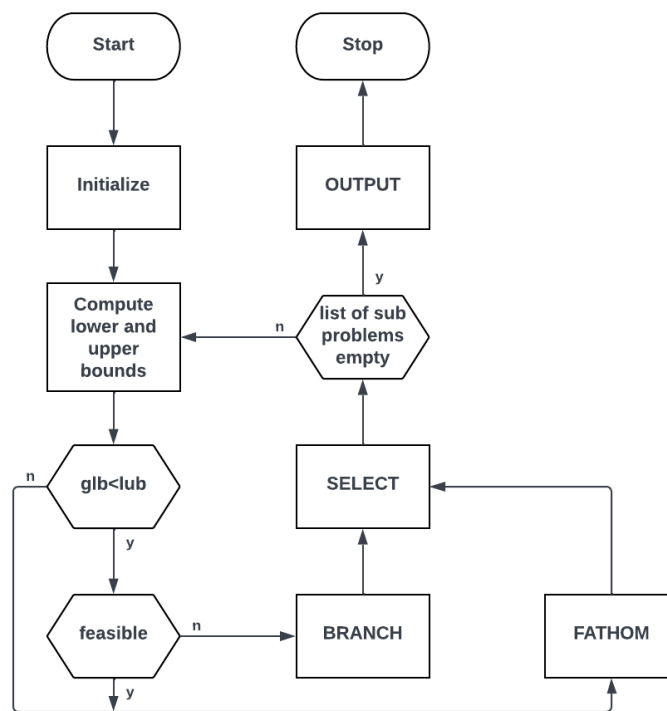 Start
Stop
Initialize
OUTPUT
y
Compute
lower and
upper
bounds
n
list of sub
problems
empty
n
glb<lub
SELECT
y
feasible
n
BRANCH
FATHOM
y